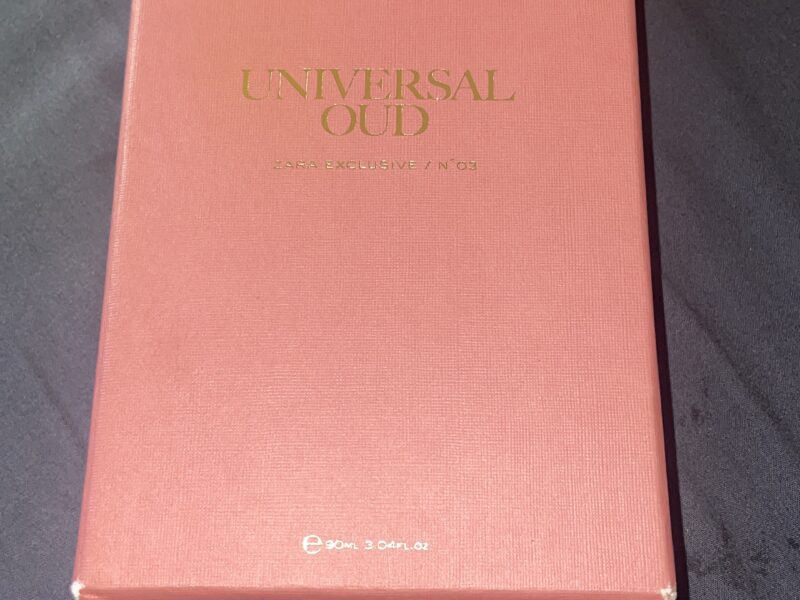 UNIVERSAL
OUD
ZARA EXCLUSIVE / N°03
℮ 90ML 3.04FL.OZ